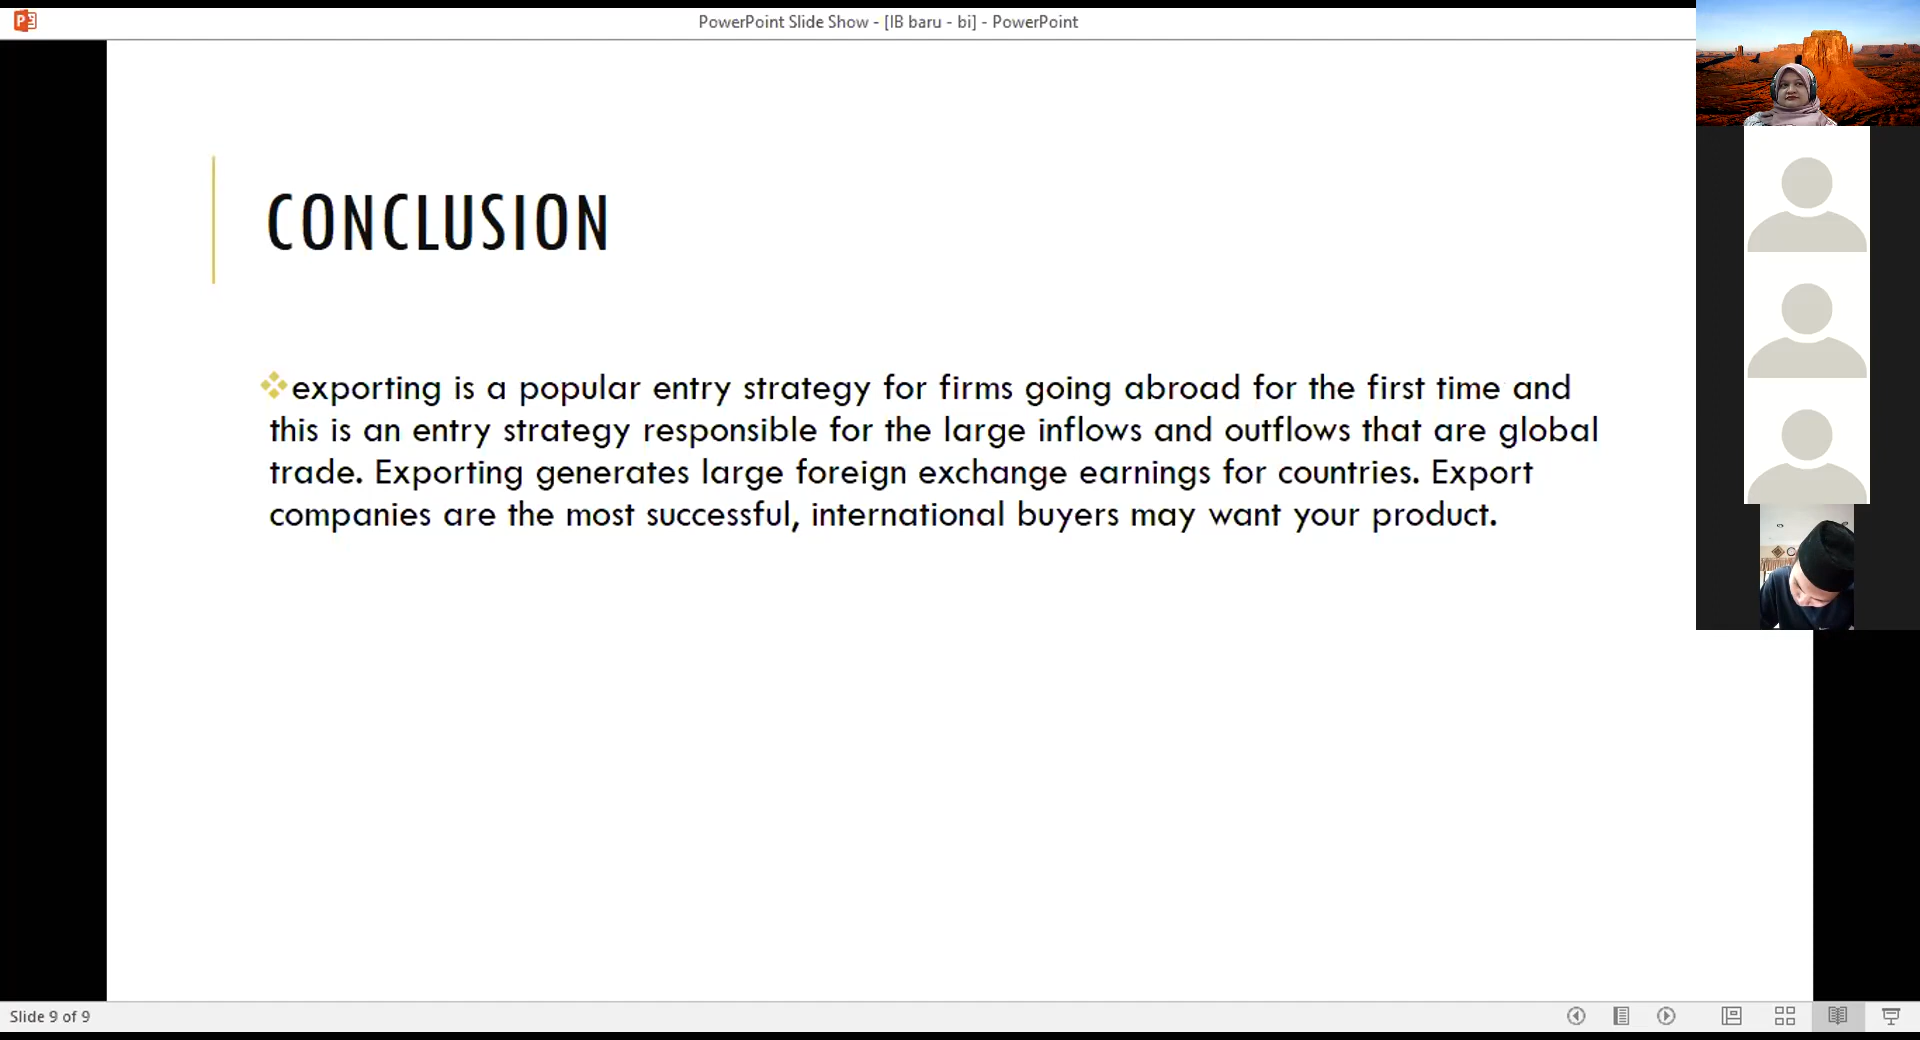 PowerPoint Slide Show - [IB baru - bi] - PowerPoint
CONCLUSION
exporting is a popular entry strategy for firms going abroad for the first time and
this is an entry strategy responsible for the large inflows and outflows that are global
trade. Exporting generates large foreign exchange earnings for countries. Export
companies are the most successful, international buyers may want your product.
Slide 9 of 9